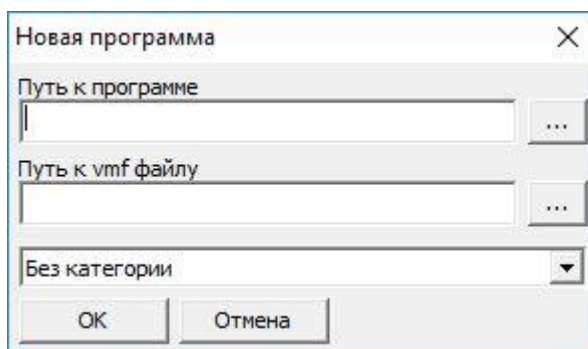 Новая программа
Путь к программе
...
Путь к vmf файлу
...
Без категории
OK Отмена